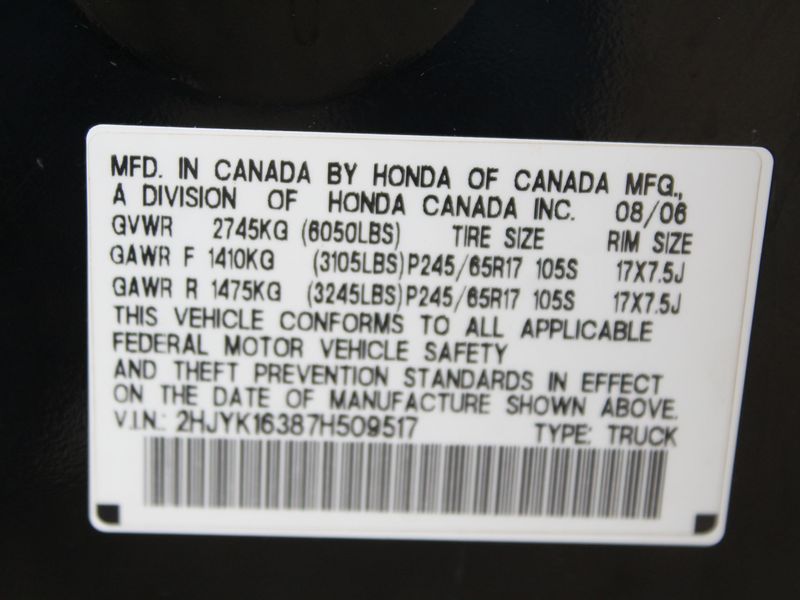 MFD. IN CANADA BY HONDA OF CANADA MFG.,
A DIVISION OF HONDA CANADA INC. 08/06
GVWR 2745KG (6050LBS) TIRE SIZE RIM SIZE
GAWR F 1410KG (3105LBS) P245/65R17 105S 17X7.5J
GAWR R 1475KG (3245LBS) P245/65R17 105S 17X7.5J
THIS VEHICLE CONFORMS TO ALL APPLICABLE
FEDERAL MOTOR VEHICLE SAFETY
AND THEFT PREVENTION STANDARDS IN EFFECT
ON THE DATE OF MANUFACTURE SHOWN ABOVE.
V.I.N.: 2HJYK16387H509517 TYPE: TRUCK